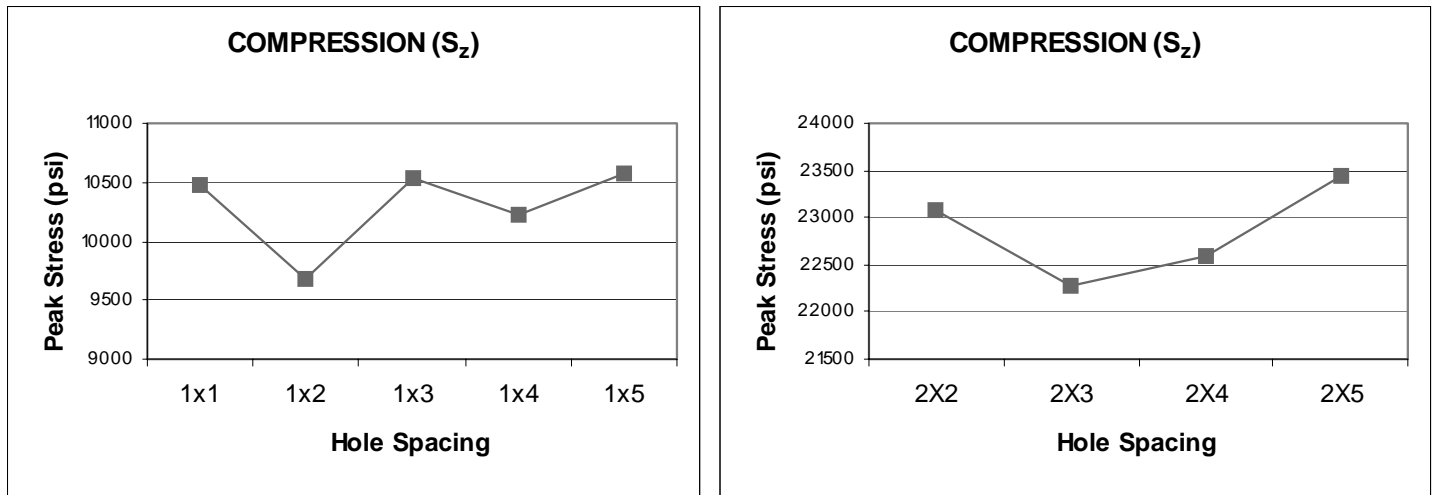 COMPRESSION (Sz)
Peak Stress (psi)
11000
10500
10000
9500
9000
1x1 1x2 1x3 1x4 1x5
Hole Spacing
COMPRESSION (Sz)
Peak Stress (psi)
24000
23500
23000
22500
22000
21500
2X2 2X3 2X4 2X5
Hole Spacing